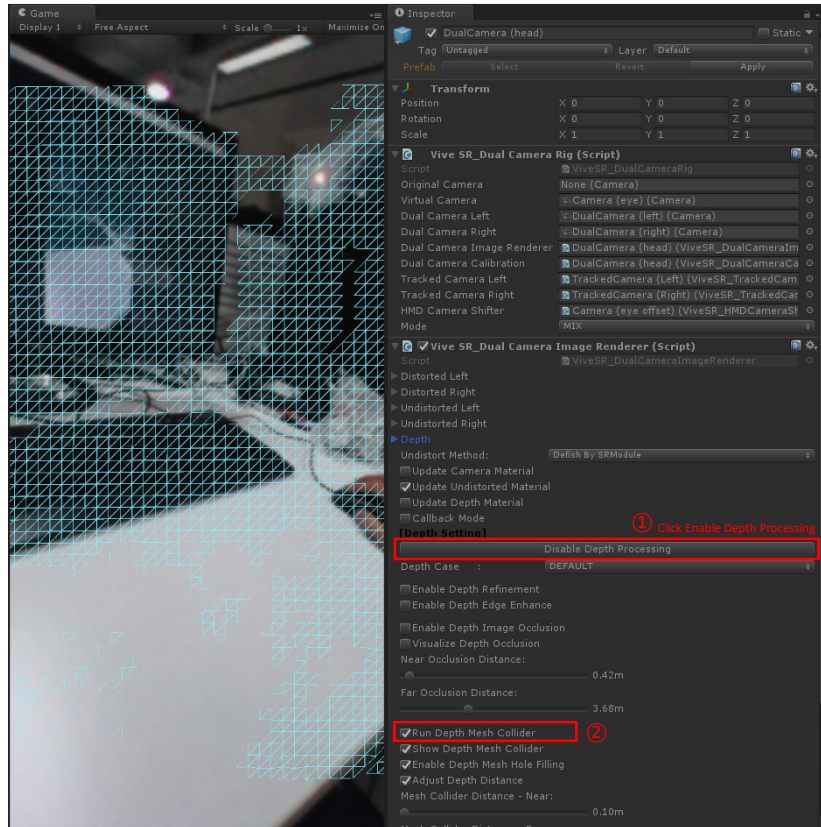 Game
Display 1 Free Aspect Scale 1x Maximize On
Inspector
DualCamera (head) Static
Tag Untagged Layer Default
Prefab Select Revert Apply
Transform
Position X 0 Y 0 Z 0
Rotation X 0 Y 0 Z 0
Scale X 1 Y 1 Z 1
Vive SR_Dual Camera Rig (Script)
Script ViveSR_DualCameraRig
Original Camera None (Camera)
Virtual Camera Camera (eye) (Camera)
Dual Camera Left DualCamera (left) (Camera)
Dual Camera Right DualCamera (right) (Camera)
Dual Camera Image Renderer DualCamera (head) (ViveSR_DualCameraIm
Dual Camera Calibration DualCamera (head) (ViveSR_DualCameraCa
Tracked Camera Left TrackedCamera (Left) (ViveSR_TrackedCam
Tracked Camera Right TrackedCamera (Right) (ViveSR_TrackedCar
HMD Camera Shifter Camera (eye offset) (ViveSR_HMDCameraSh
Mode MIX
Vive SR_Dual Camera Image Renderer (Script)
Script ViveSR_DualCameraImageRenderer
Distorted Left
Distorted Right
Undistorted Left
Undistorted Right
Depth
Undistort Method: Defish By SRModule
Update Camera Material
Update Undistorted Material
Update Depth Material
Callback Mode
① Click Enable Depth Processing
[Depth Setting]
Disable Depth Processing
Depth Case : DEFAULT
Enable Depth Refinement
Enable Depth Edge Enhance
Enable Depth Image Occlusion
Visualize Depth Occlusion
Near Occlusion Distance:
0.42m
Far Occlusion Distance:
3.68m
Run Depth Mesh Collider ②
Show Depth Mesh Collider
Enable Depth Mesh Hole Filling
Adjust Depth Distance
Mesh Collider Distance - Near:
0.10m